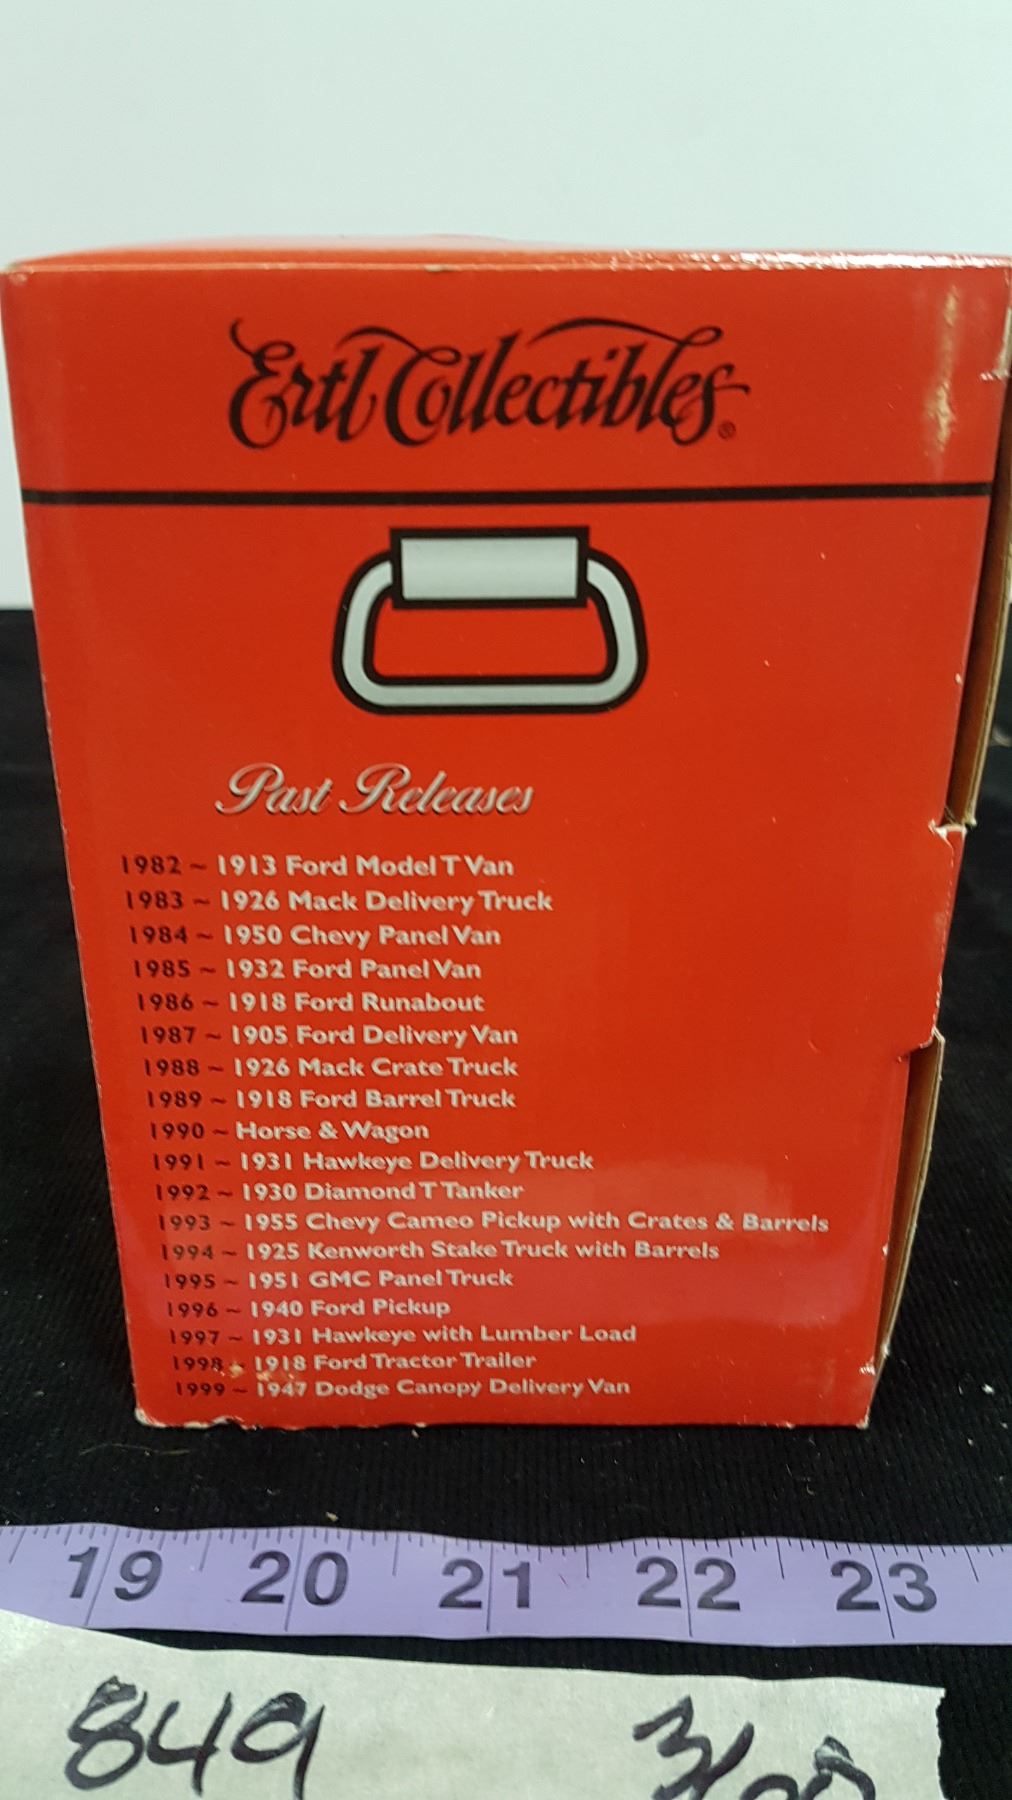 Ertl Collectibles®
Past Releases
1982 ~ 1913 Ford Model T Van
1983 ~ 1926 Mack Delivery Truck
1984 ~ 1950 Chevy Panel Van
1985 ~ 1932 Ford Panel Van
1986 ~ 1918 Ford Runabout
1987 ~ 1905 Ford Delivery Van
1988 ~ 1926 Mack Crate Truck
1989 ~ 1918 Ford Barrel Truck
1990 ~ Horse & Wagon
1991 ~ 1931 Hawkeye Delivery Truck
1992 ~ 1930 Diamond T Tanker
1993 ~ 1955 Chevy Cameo Pickup with Crates & Barrels
1994 ~ 1925 Kenworth Stake Truck with Barrels
1995 ~ 1951 GMC Panel Truck
1996 ~ 1940 Ford Pickup
1997 ~ 1931 Hawkeye with Lumber Load
1998 ~ 1918 Ford Tractor Trailer
1999 ~ 1947 Dodge Canopy Delivery Van
19 20 21 22 23
849